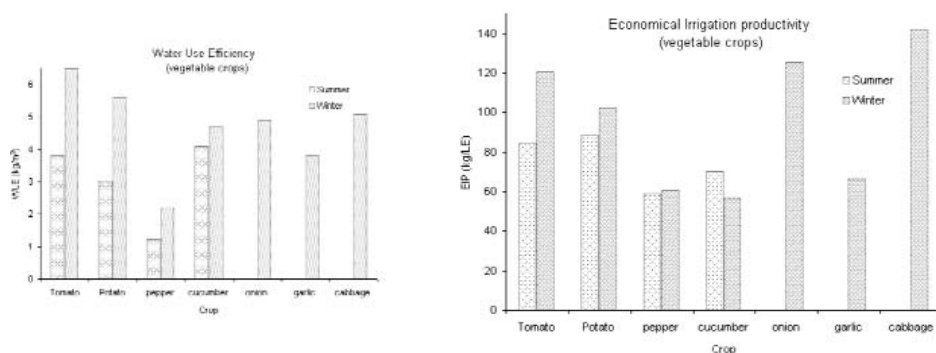 Water Use Efficiency
(vegetable crops)
Summer
Winter
WUE (kg/m³)
6
5
4
3
2
1
0
Tomato Potato pepper cucumber onion garlic cabbage
Crop
Economical Irrigation productivity
(vegetable crops)
Summer
Winter
EIP (kg/LE)
140
120
100
80
60
40
20
0
Tomato Potato pepper cucumber onion garlic cabbage
Crop